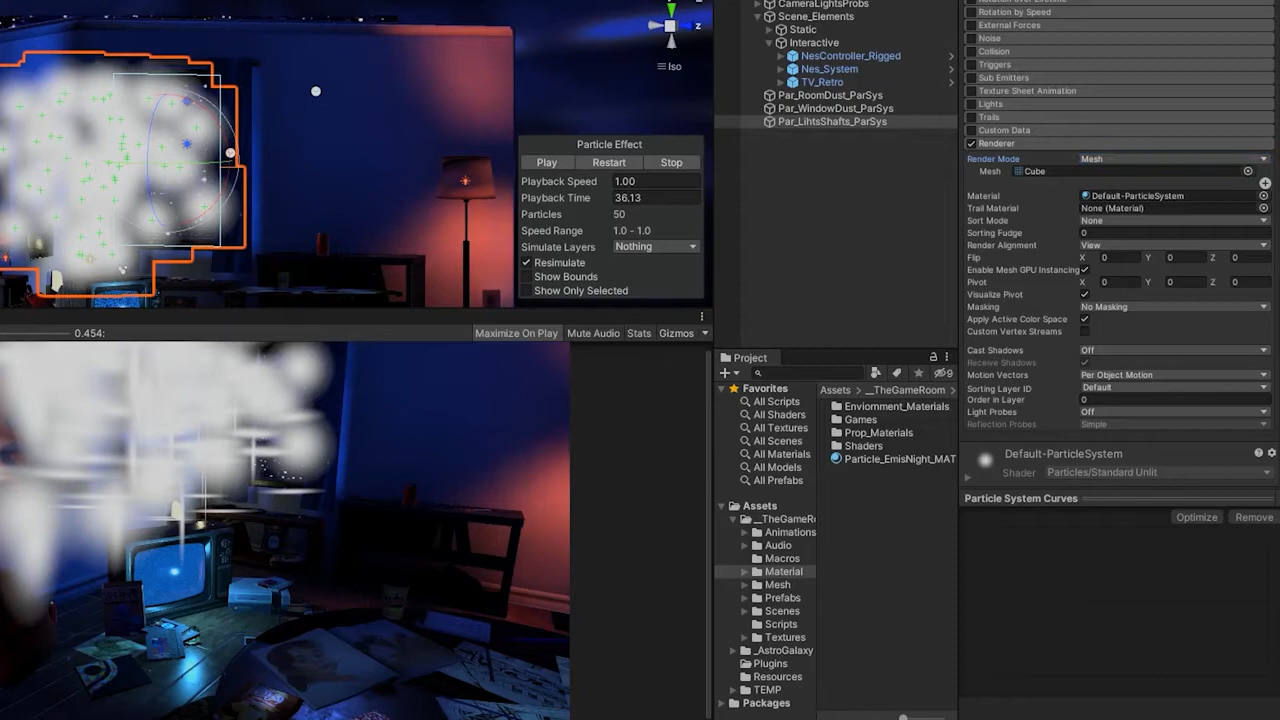 z
Iso
Particle Effect
Play Restart Stop
Playback Speed 1.00
Playback Time 36.13
Particles 50
Speed Range 1.0 - 1.0
Simulate Layers Nothing
Resimulate
Show Bounds
Show Only Selected
0.454:
Maximize On Play Mute Audio Stats Gizmos
CameraLightsProbs
Scene_Elements
Static
Interactive
NesController_Rigged
Nes_System
TV_Retro
Par_RoomDust_ParSys
Par_WindowDust_ParSys
Par_LihtsShafts_ParSys
Project
9
Favorites
All Scripts
All Shaders
All Textures
All Scenes
All Materials
All Models
All Prefabs
Assets
__TheGameR
Animations
Audio
Macros
Material
Mesh
Prefabs
Scenes
Scripts
Textures
_AstroGalaxy
Plugins
Resources
TEMP
Packages
Assets > __TheGameRoom >
Enviornment_Materials
Games
Prop_Materials
Shaders
Particle_EmisNight_MAT
Rotation by Speed
External Forces
Noise
Collision
Triggers
Sub Emitters
Texture Sheet Animation
Lights
Trails
Custom Data
Renderer
Render Mode Mesh
Mesh Cube
Material Default-ParticleSystem
Trail Material None (Material)
Sort Mode None
Sorting Fudge 0
Render Alignment View
Flip X 0 Y 0 Z 0
Enable Mesh GPU Instancing
Pivot X 0 Y 0 Z 0
Visualize Pivot
Masking No Masking
Apply Active Color Space
Custom Vertex Streams
Cast Shadows Off
Receive Shadows
Motion Vectors Per Object Motion
Sorting Layer ID Default
Order in Layer 0
Light Probes Off
Reflection Probes Simple
Default-ParticleSystem
Shader Particles/Standard Unlit
Particle System Curves
Optimize Remove